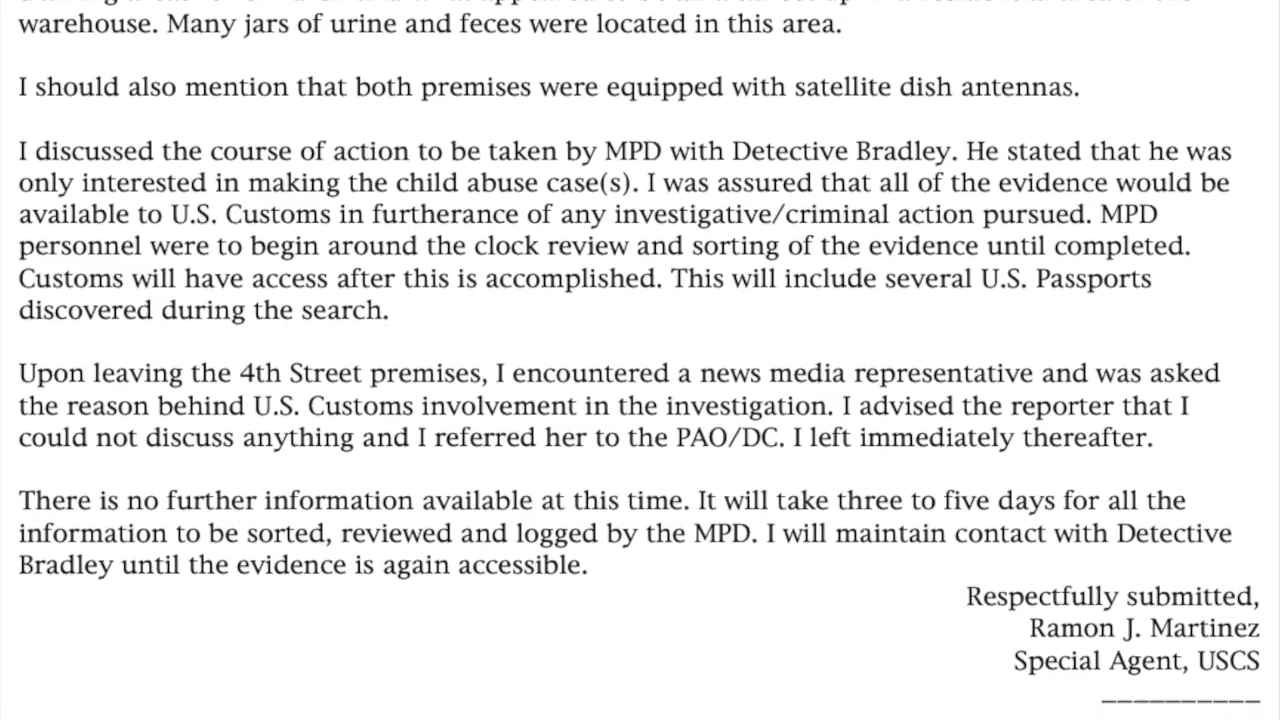 warehouse. Many jars of urine and feces were located in this area.
I should also mention that both premises were equipped with satellite dish antennas.
I discussed the course of action to be taken by MPD with Detective Bradley. He stated that he was
only interested in making the child abuse case(s). I was assured that all of the evidence would be
available to U.S. Customs in furtherance of any investigative/criminal action pursued. MPD
personnel were to begin around the clock review and sorting of the evidence until completed.
Customs will have access after this is accomplished. This will include several U.S. Passports
discovered during the search.
Upon leaving the 4th Street premises, I encountered a news media representative and was asked
the reason behind U.S. Customs involvement in the investigation. I advised the reporter that I
could not discuss anything and I referred her to the PAO/DC. I left immediately thereafter.
There is no further information available at this time. It will take three to five days for all the
information to be sorted, reviewed and logged by the MPD. I will maintain contact with Detective
Bradley until the evidence is again accessible.
Respectfully submitted,
Ramon J. Martinez
Special Agent, USCS